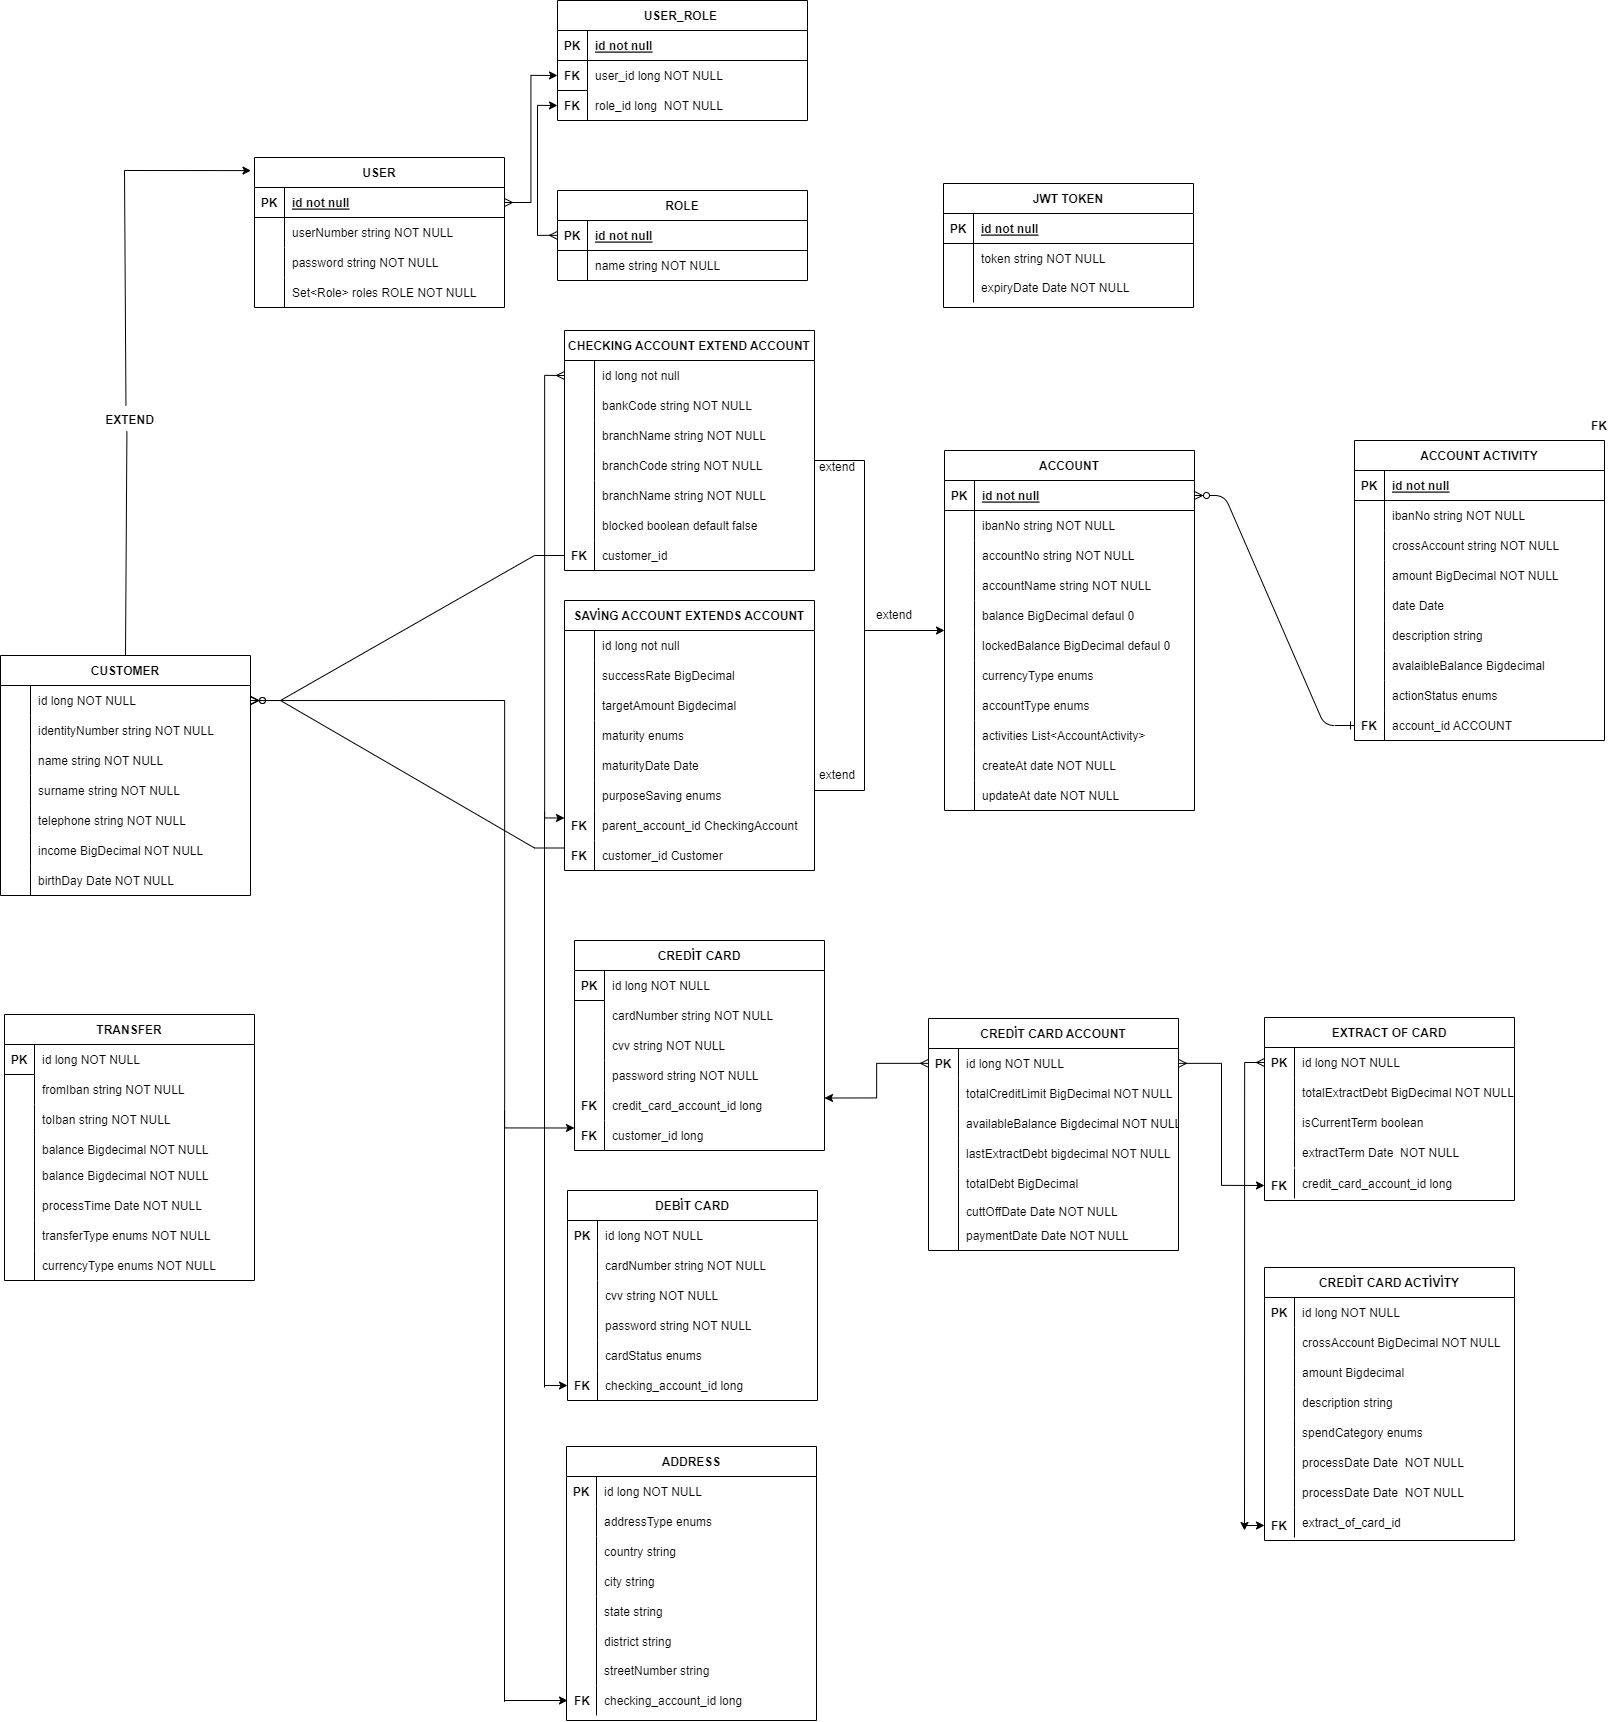 USER_ROLE
PK id not null
FK user_id long NOT NULL
FK role_id long  NOT NULL
USER
PK id not null
userNumber string NOT NULL
password string NOT NULL
Set<Role> roles ROLE NOT NULL
ROLE
PK id not null
name string NOT NULL
JWT TOKEN
PK id not null
token string NOT NULL
expiryDate Date NOT NULL
EXTEND
CHECKING ACCOUNT EXTEND ACCOUNT
id long not null
bankCode string NOT NULL
branchName string NOT NULL
branchCode string NOT NULL
branchName string NOT NULL
blocked boolean default false
FK customer_id
extend
extend
extend
SAVİNG ACCOUNT EXTENDS ACCOUNT
id long not null
successRate BigDecimal
targetAmount Bigdecimal
maturity enums
maturityDate Date
purposeSaving enums
FK parent_account_id CheckingAccount
FK customer_id Customer
ACCOUNT
PK id not null
ibanNo string NOT NULL
accountNo string NOT NULL
accountName string NOT NULL
balance BigDecimal defaul 0
lockedBalance BigDecimal defaul 0
currencyType enums
accountType enums
activities List<AccountActivity>
createAt date NOT NULL
updateAt date NOT NULL
FK
ACCOUNT ACTIVITY
PK id not null
ibanNo string NOT NULL
crossAccount string NOT NULL
amount BigDecimal NOT NULL
date Date
description string
avalaibleBalance Bigdecimal
actionStatus enums
FK account_id ACCOUNT
CUSTOMER
id long NOT NULL
identityNumber string NOT NULL
name string NOT NULL
surname string NOT NULL
telephone string NOT NULL
income BigDecimal NOT NULL
birthDay Date NOT NULL
TRANSFER
PK id long NOT NULL
fromIban string NOT NULL
toIban string NOT NULL
balance Bigdecimal NOT NULL
balance Bigdecimal NOT NULL
processTime Date NOT NULL
transferType enums NOT NULL
currencyType enums NOT NULL
CREDİT CARD
PK id long NOT NULL
cardNumber string NOT NULL
cvv string NOT NULL
password string NOT NULL
FK credit_card_account_id long
FK customer_id long
DEBİT CARD
PK id long NOT NULL
cardNumber string NOT NULL
cvv string NOT NULL
password string NOT NULL
cardStatus enums
FK checking_account_id long
ADDRESS
PK id long NOT NULL
addressType enums
country string
city string
state string
district string
streetNumber string
FK checking_account_id long
CREDİT CARD ACCOUNT
PK id long NOT NULL
totalCreditLimit BigDecimal NOT NULL
availableBalance Bigdecimal NOT NULL
lastExtractDebt bigdecimal NOT NULL
totalDebt BigDecimal
cuttOffDate Date NOT NULL
paymentDate Date NOT NULL
EXTRACT OF CARD
PK id long NOT NULL
totalExtractDebt BigDecimal NOT NULL
isCurrentTerm boolean
extractTerm Date  NOT NULL
FK credit_card_account_id long
CREDİT CARD ACTİVİTY
PK id long NOT NULL
crossAccount BigDecimal NOT NULL
amount Bigdecimal
description string
spendCategory enums
processDate Date  NOT NULL
processDate Date  NOT NULL
FK extract_of_card_id